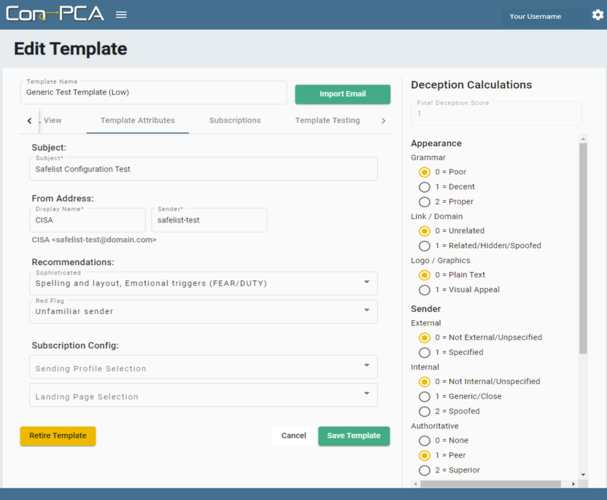 Con-PCA
Your Username
Edit Template
Template Name
Generic Test Template (Low)
Import Email
View
Template Attributes
Subscriptions
Template Testing
Subject:
Subject*
Safelist Configuration Test
From Address:
Display Name*
CISA
Sender*
safelist-test
CISA <safelist-test@domain.com>
Recommendations:
Sophisticated
Spelling and layout, Emotional triggers (FEAR/DUTY)
Red Flag
Unfamiliar sender
Subscription Config:
Sending Profile Selection
Landing Page Selection
Retire Template
Cancel
Save Template
Deception Calculations
Final Deception Score
1
Appearance
Grammar
0 = Poor
1 = Decent
2 = Proper
Link / Domain
0 = Unrelated
1 = Related/Hidden/Spoofed
Logo / Graphics
0 = Plain Text
1 = Visual Appeal
Sender
External
0 = Not External/Unpsecified
1 = Specified
Internal
0 = Not Internal/Unspecified
1 = Generic/Close
2 = Spoofed
Authoritative
0 = None
1 = Peer
2 = Superior